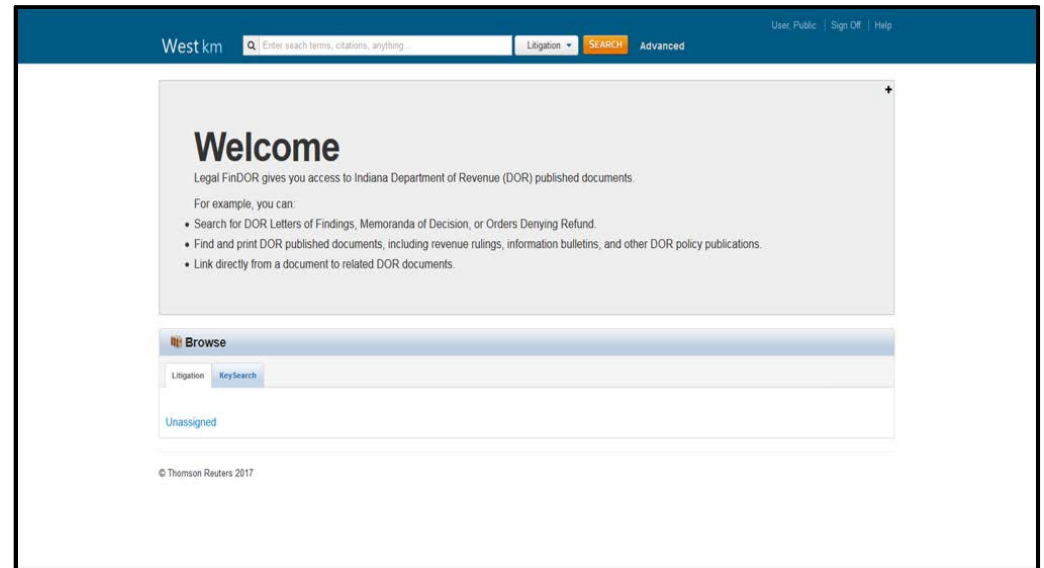 User, Public | Sign Off | Help
West km
Enter seach terms, citations, anything...
Litigation
SEARCH
Advanced
Welcome
Legal FinDOR gives you access to Indiana Department of Revenue (DOR) published documents.
For example, you can:
• Search for DOR Letters of Findings, Memoranda of Decision, or Orders Denying Refund.
• Find and print DOR published documents, including revenue rulings, information bulletins, and other DOR policy publications.
• Link directly from a document to related DOR documents.
Browse
Litigation
KeySearch
Unassigned
© Thomson Reuters 2017